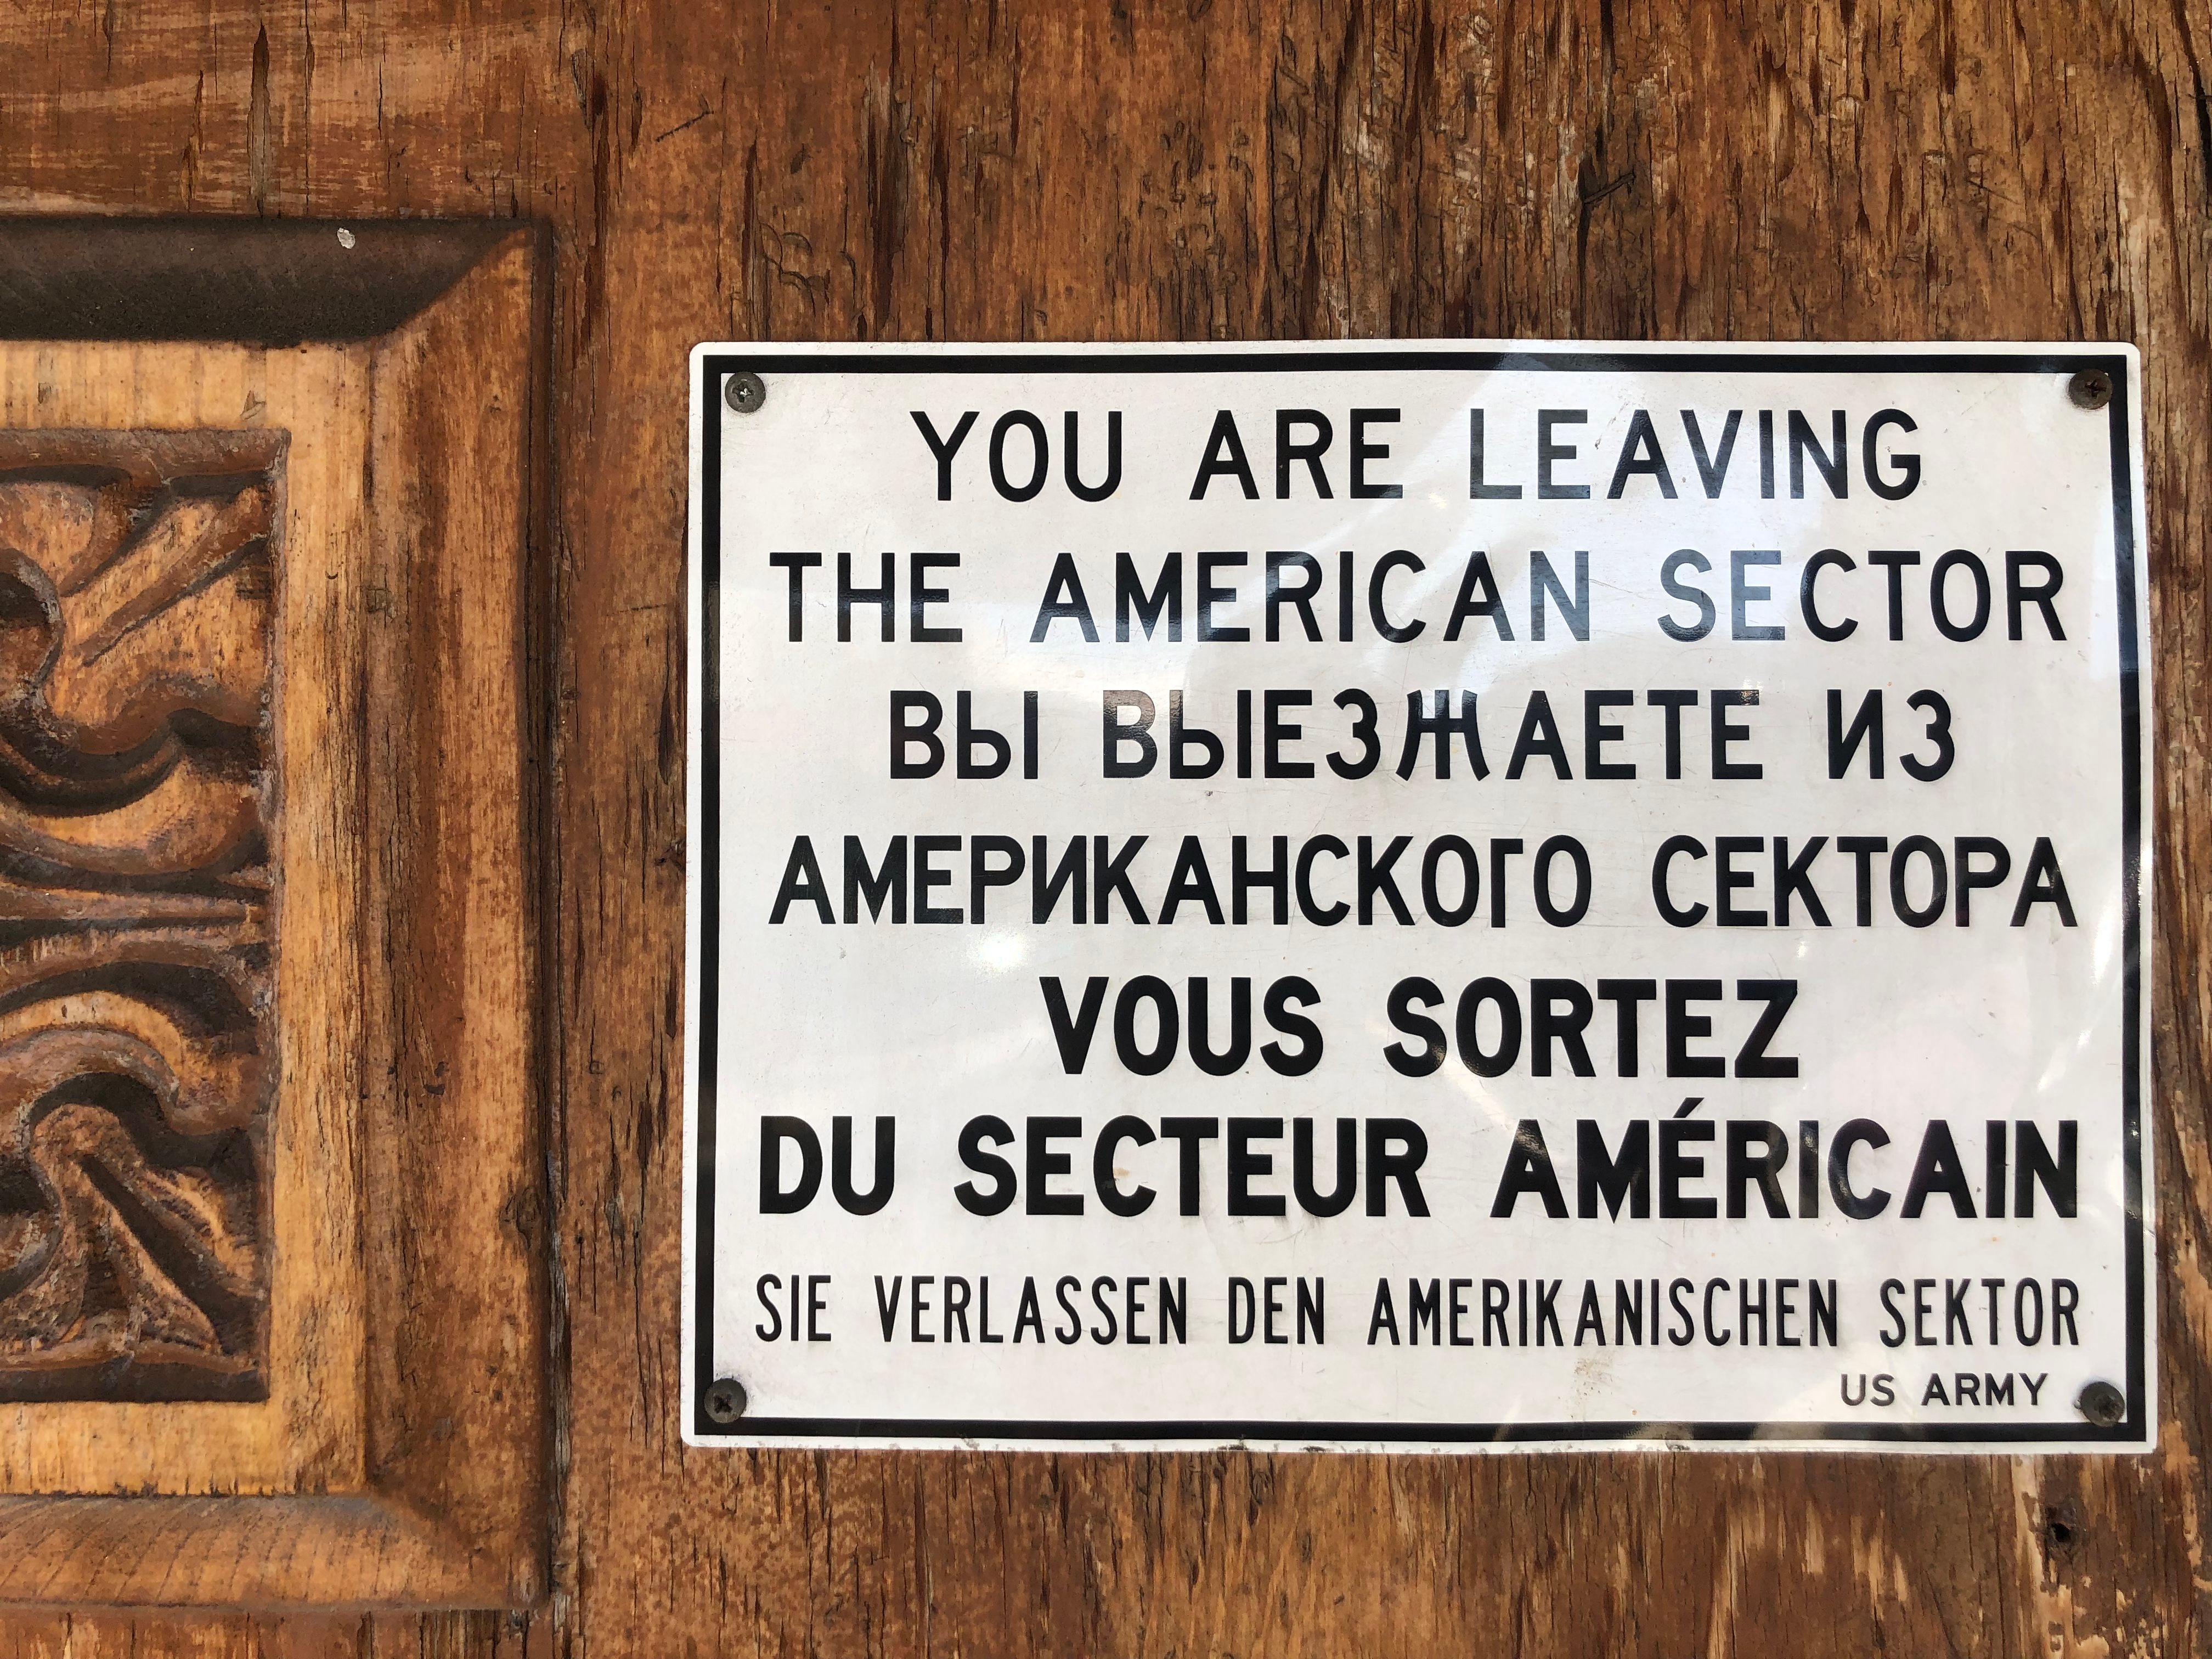 YOU ARE LEAVING
THE AMERICAN SECTOR
ВЫ ВЫЕЗЖАЕТЕ ИЗ
АМЕРИКАНСКОГО СЕКТОРА
VOUS SORTEZ
DU SECTEUR AMÉRICAIN
SIE VERLASSEN DEN AMERIKANISCHEN SEKTOR
US ARMY